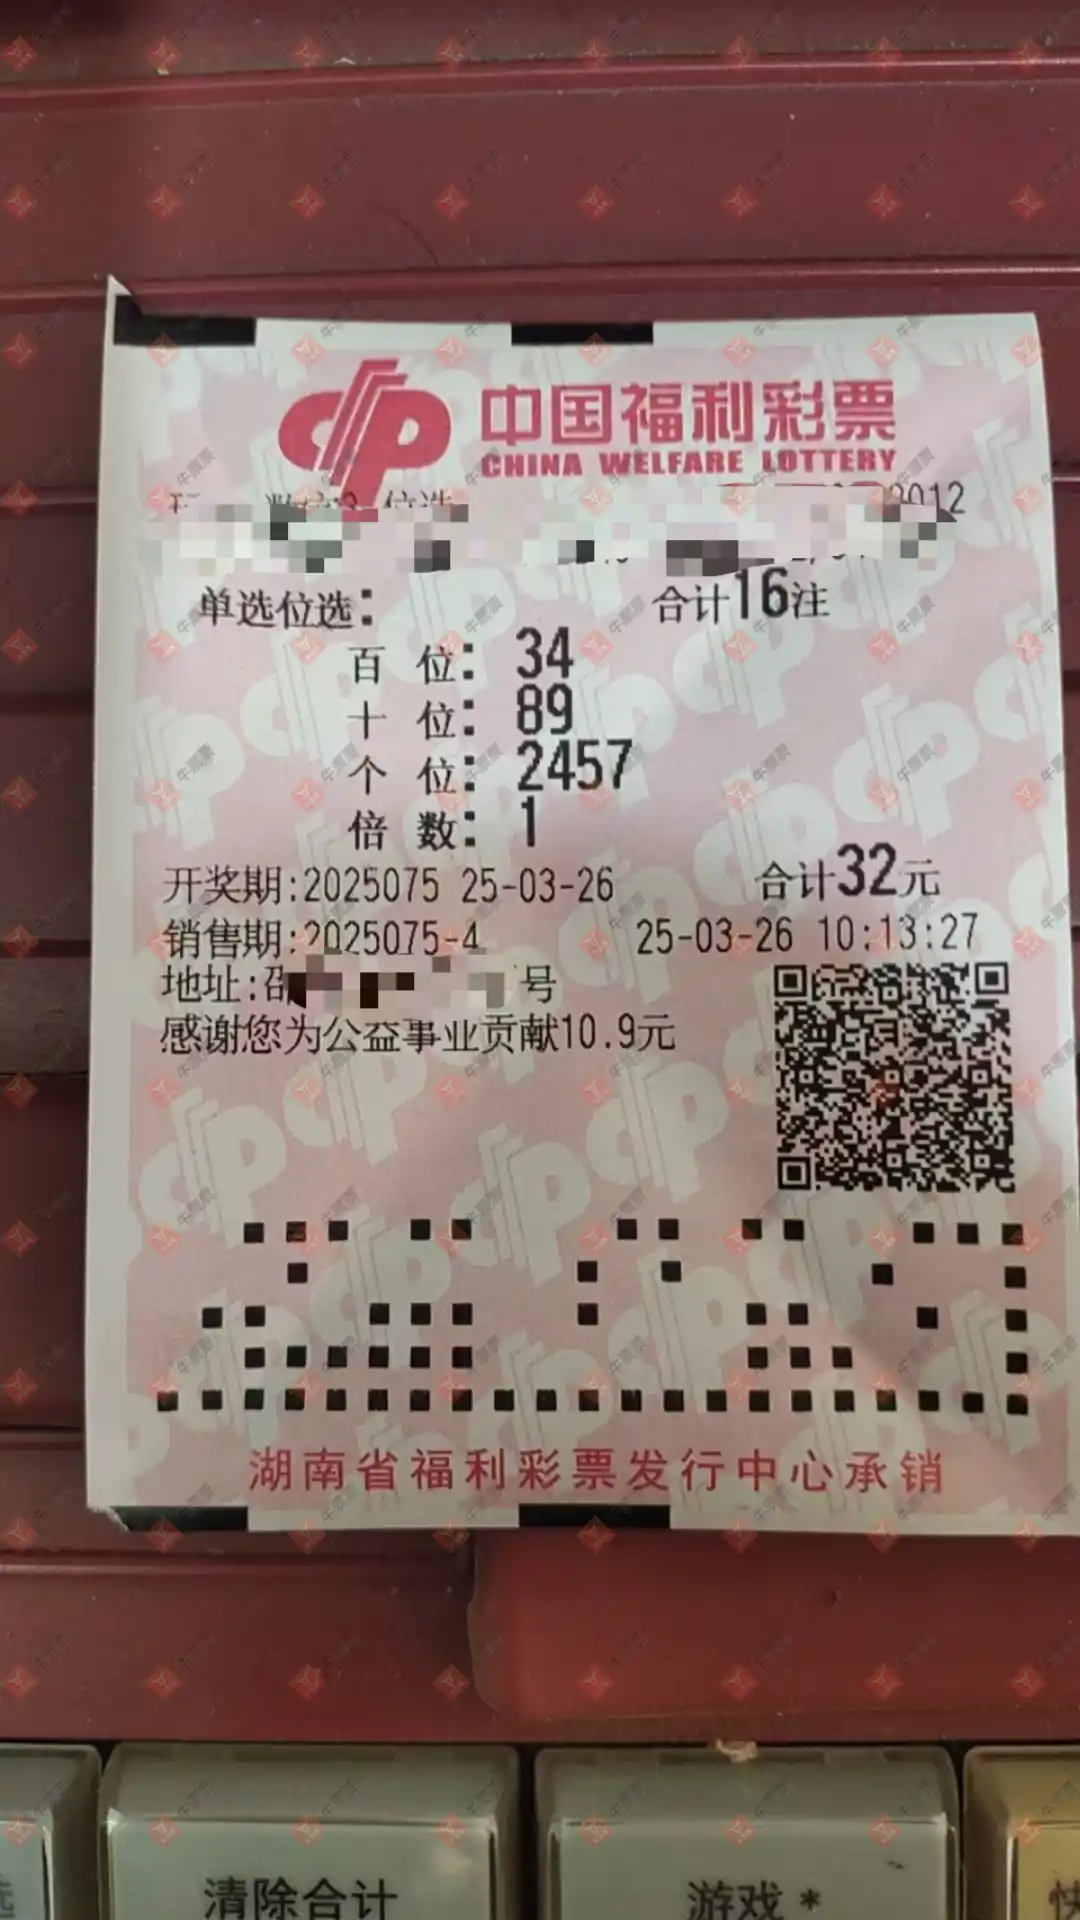 中国福利彩票
CHINA WELFARE LOTTERY
2012
单选位选: 合计16注
百 位: 34
十 位: 89
个 位: 2457
倍 数: 1
开奖期:2025075 25-03-26 合计32元
销售期:2025075-4 25-03-26 10:13:27
地址:邵 号
感谢您为公益事业贡献10.9元
湖南省福利彩票发行中心承销
清除合计 游戏 *